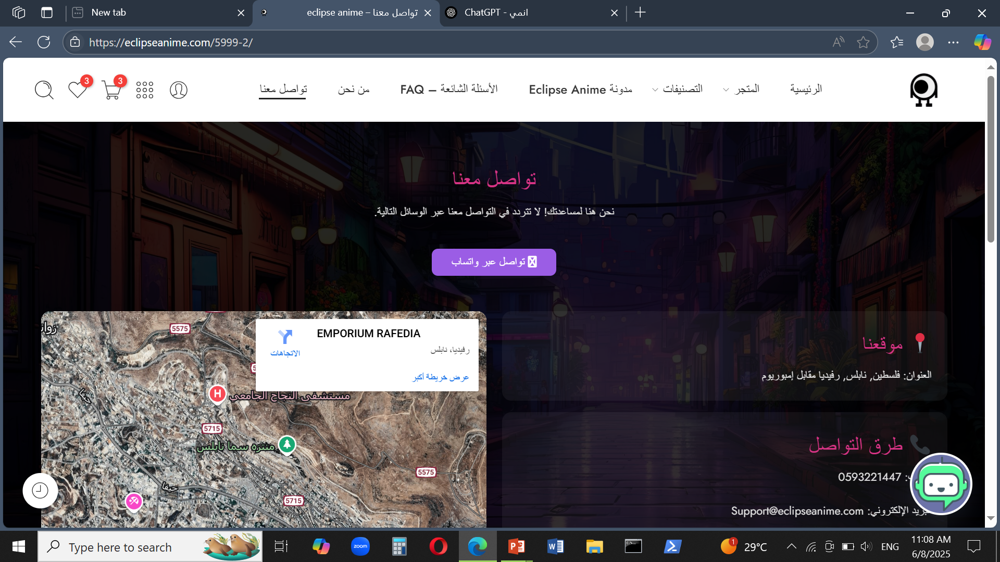 New tab
eclipse anime – تواصل معنا
ChatGPT - انمي
https://eclipseanime.com/5999-2/
3
3
تواصل معنا
من نحن
الأسئلة الشائعة – FAQ
مدونة Eclipse Anime
التصنيفات
المتجر
الرئيسية
تواصل معنا
نحن هنا لمساعدتك! لا تتردد في التواصل معنا عبر الوسائل التالية.
تواصل عبر واتساب
5575
EMPORIUM RAFEDIA
رفيديا، نابلس
الاتجاهات
عرض خريطة أكبر
H
مستشفى النجاح الجامعي
حيفا
5715
منتزه سما نابلس
5575
حيفا
5715
موقعنا
العنوان: فلسطين, نابلس, رفيديا مقابل إمبوريوم
طرق التواصل
0593221447
بريد الإلكتروني: Support@eclipseanime.com
Type here to search
zoom
1
29°C
ENG
11:08 AM
6/8/2025